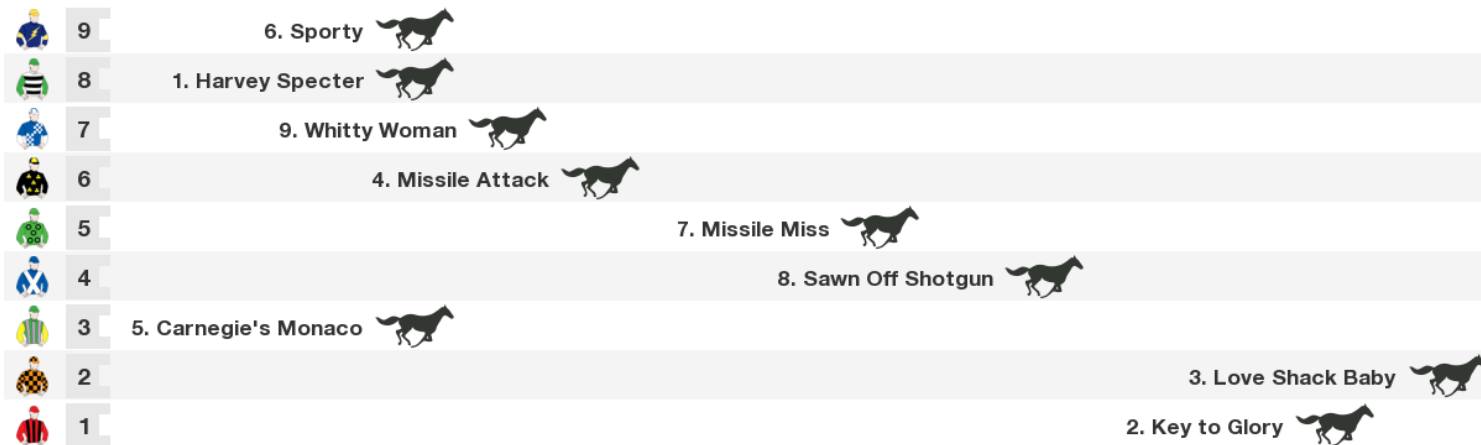 9 6. Sporty
8 1. Harvey Specter
7 9. Whitty Woman
6 4. Missile Attack
5 7. Missile Miss
4 8. Sawn Off Shotgun
3 5. Carnegie's Monaco
2 3. Love Shack Baby
1 2. Key to Glory